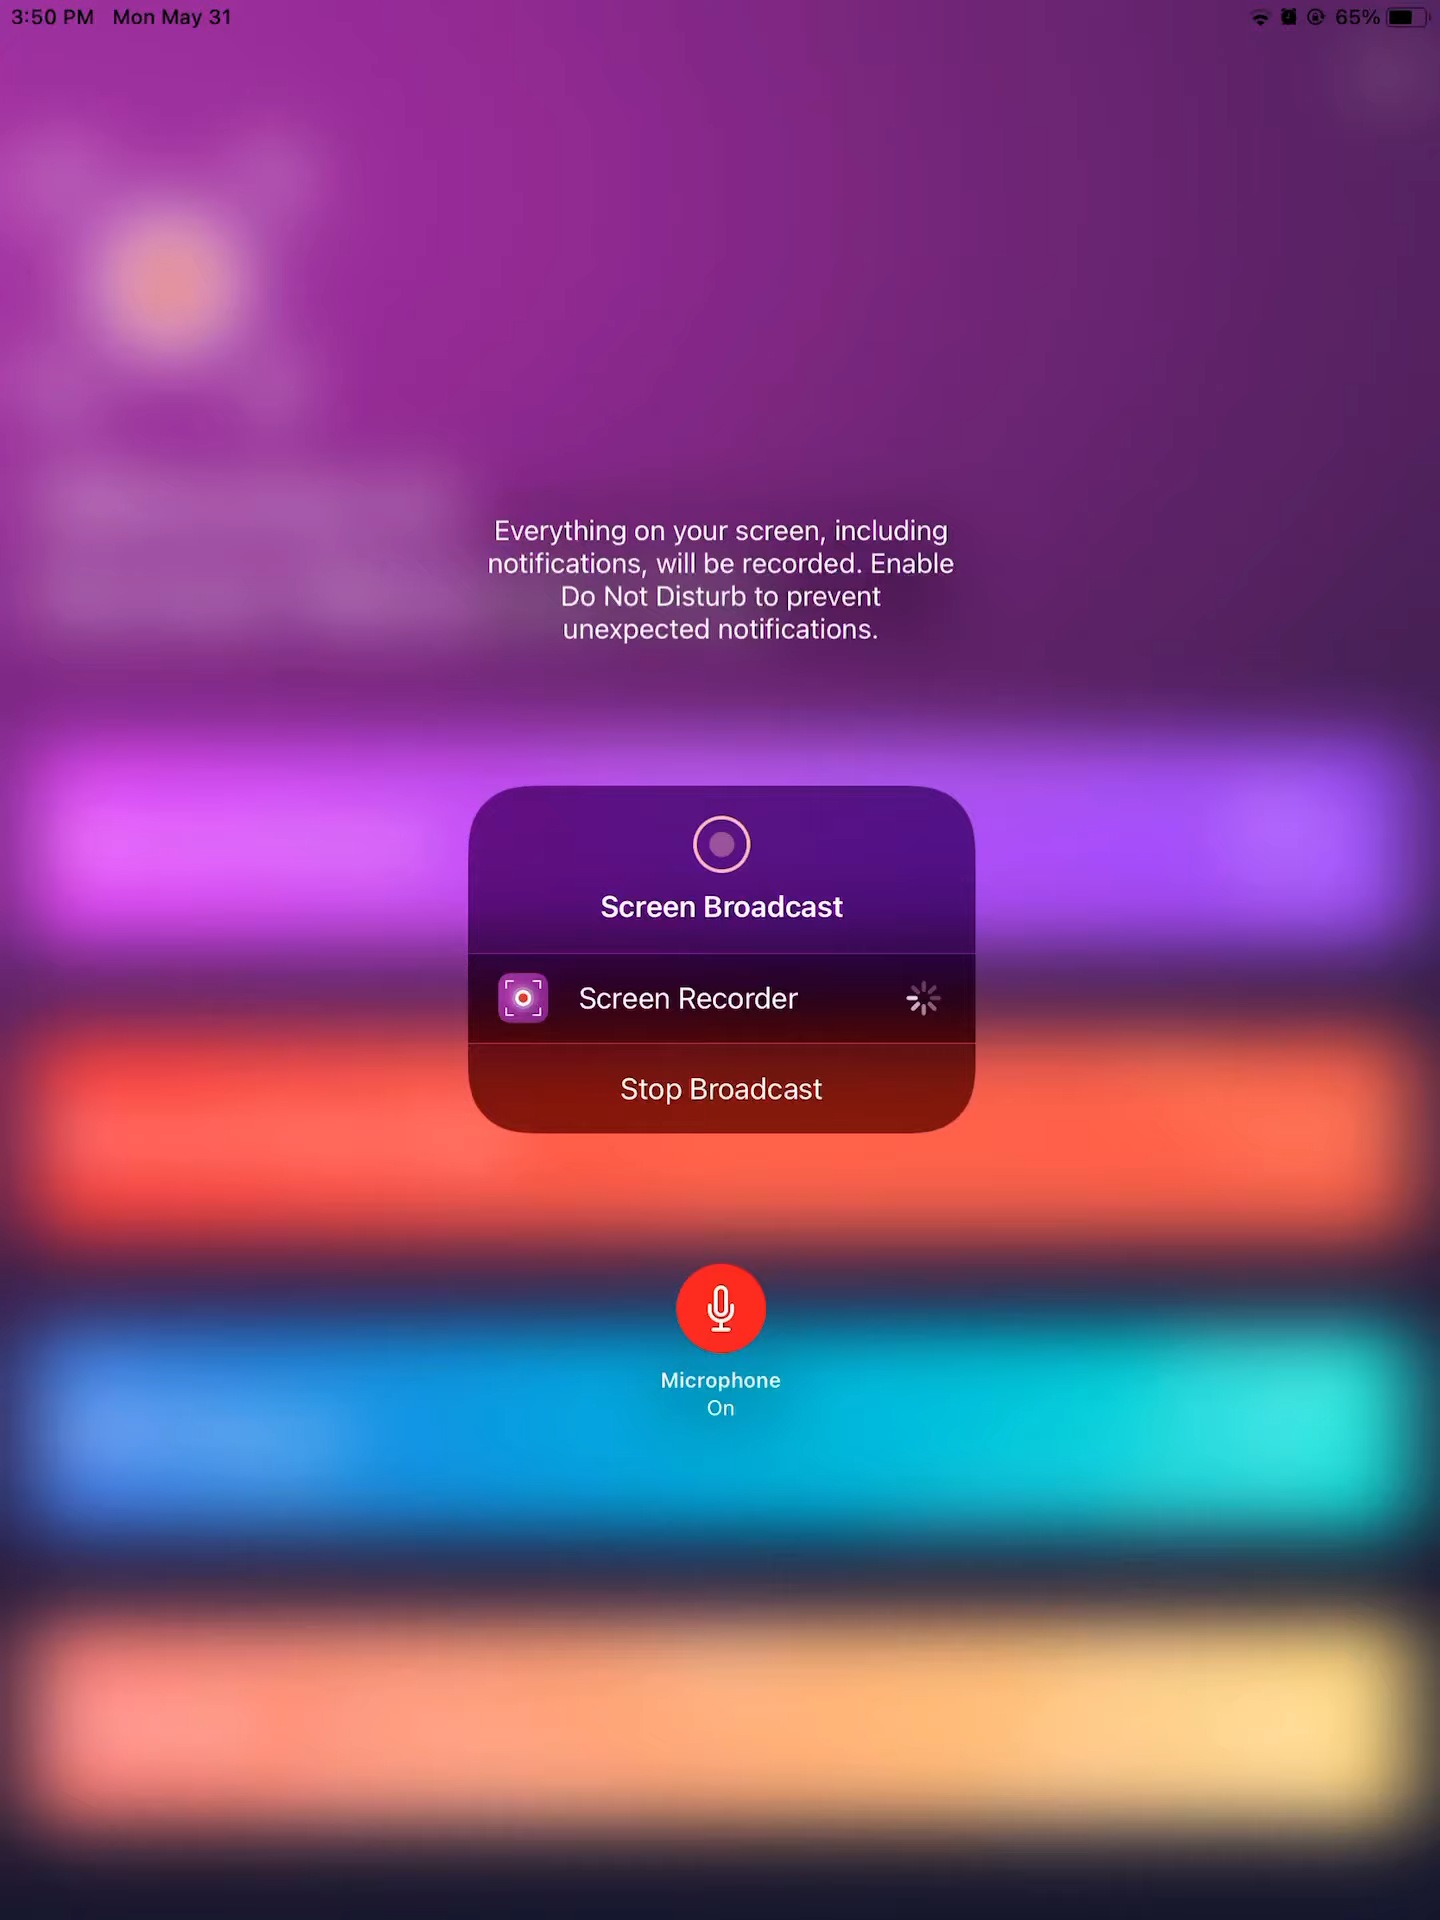 3:50 PM Mon May 31
65%
Everything on your screen, including
notifications, will be recorded. Enable
Do Not Disturb to prevent
unexpected notifications.
Screen Broadcast
Screen Recorder
Stop Broadcast
Microphone
On